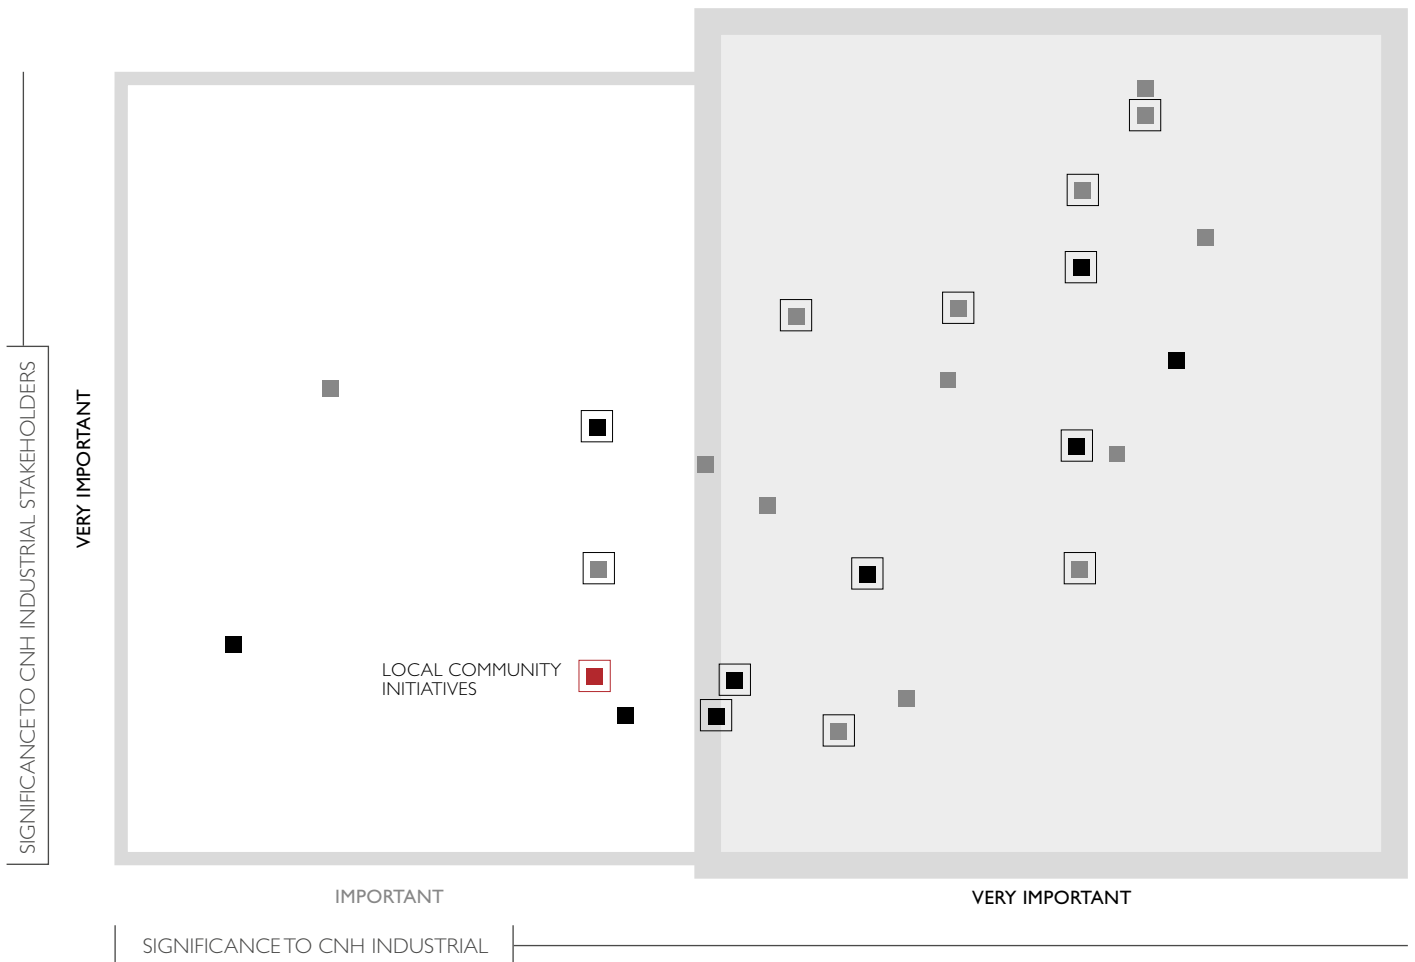 SIGNIFICANCE TO CNH INDUSTRIAL STAKEHOLDERS
VERY IMPORTANT
LOCAL COMMUNITY
INITIATIVES
IMPORTANT
VERY IMPORTANT
SIGNIFICANCE TO CNH INDUSTRIAL